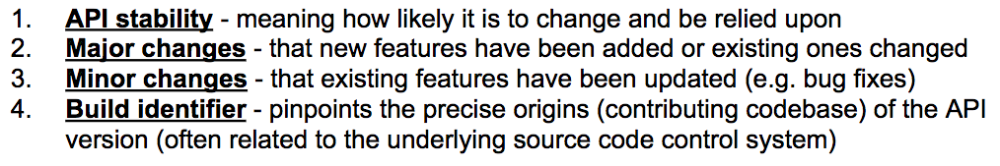 1. API stability - meaning how likely it is to change and be relied upon
2. Major changes - that new features have been added or existing ones changed
3. Minor changes - that existing features have been updated (e.g. bug fixes)
4. Build identifier - pinpoints the precise origins (contributing codebase) of the API
version (often related to the underlying source code control system)